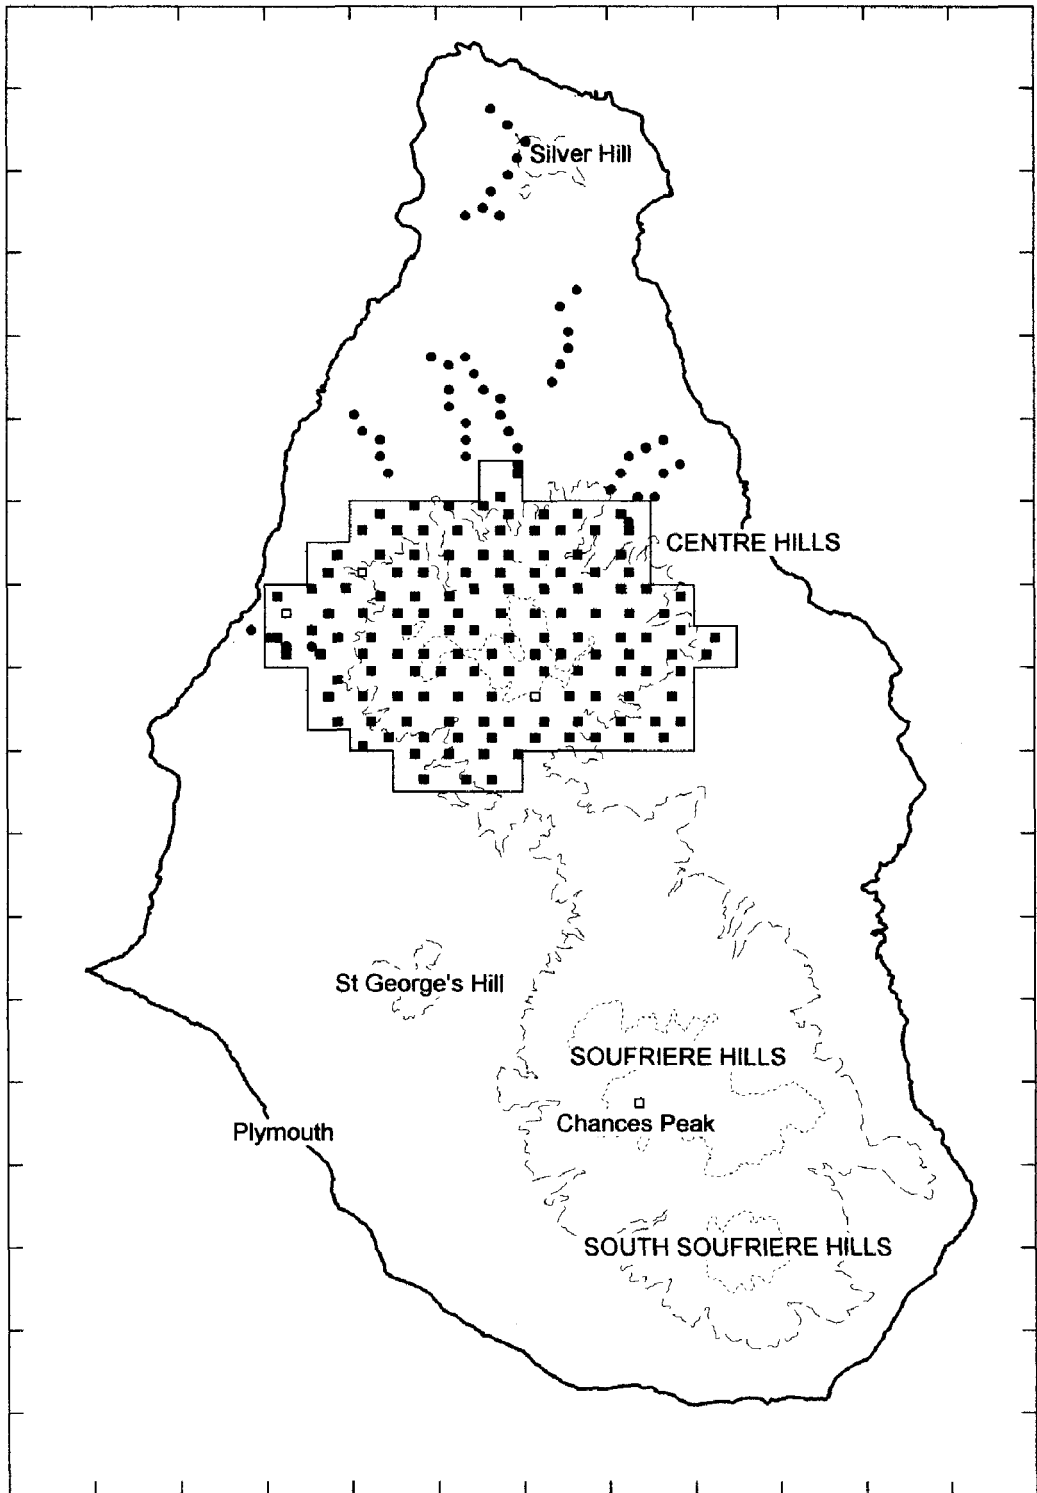 Silver Hill
CENTRE HILLS
St George's Hill
SOUFRIERE HILLS
Chances Peak
Plymouth
SOUTH SOUFRIERE HILLS